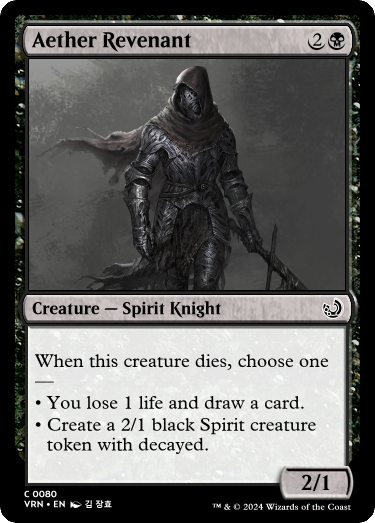 Aether Revenant 2
Creature — Spirit Knight
When this creature dies, choose one
—
• You lose 1 life and draw a card.
• Create a 2/1 black Spirit creature
token with decayed.
2/1
C 0080
VRN • EN 김 장효
™ & © 2024 Wizards of the Coast